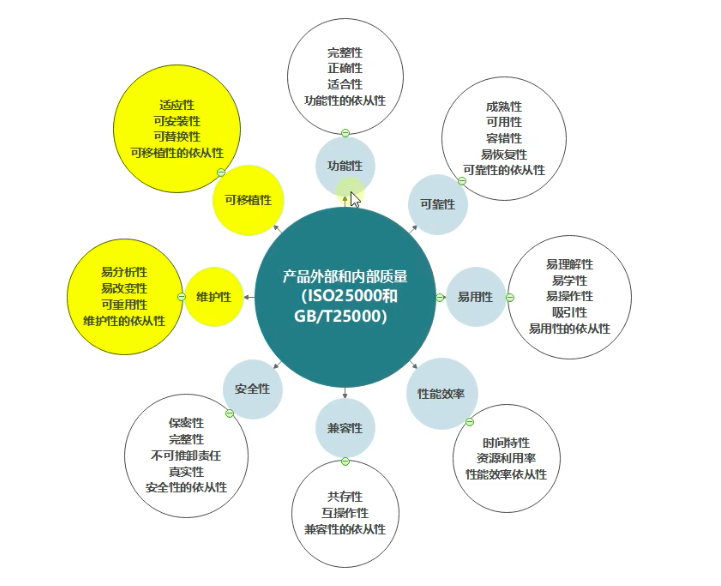 完整性
正确性
适合性
功能性的依从性
功能性
成熟性
可用性
容错性
易恢复性
可靠性的依从性
可靠性
易理解性
易学性
易操作性
吸引性
易用性的依从性
易用性
时间特性
资源利用率
性能效率依从性
性能效率
共存性
互操作性
兼容性的依从性
兼容性
保密性
完整性
不可推卸责任
真实性
安全性的依从性
安全性
易分析性
易改变性
可重用性
维护性的依从性
维护性
适应性
可安装性
可替换性
可移植性的依从性
可移植性
产品外部和内部质量
（ISO25000和
GB/T25000）